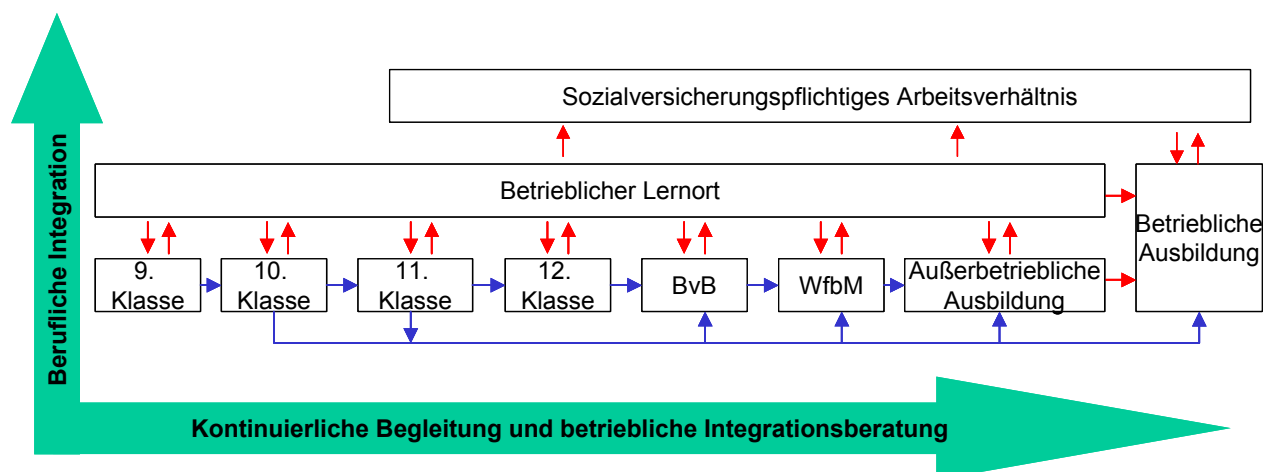 Berufliche Integration
Sozialversicherungspflichtiges Arbeitsverhältnis
Betrieblicher Lernort
Betriebliche
Ausbildung
9.
Klasse
10.
Klasse
11.
Klasse
12.
Klasse
BvB
WfbM
Außerbetriebliche
Ausbildung
Kontinuierliche Begleitung und betriebliche Integrationsberatung